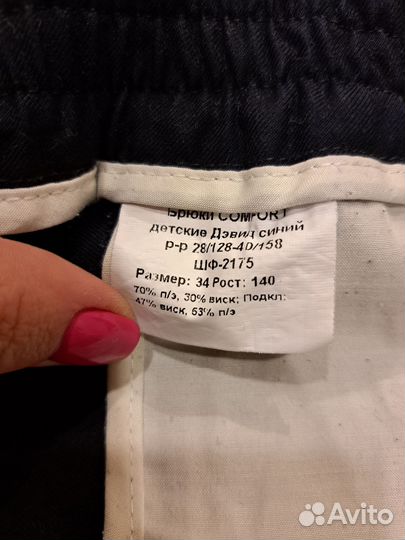 Брюки COMFORT
детские Дэвид синий
р-р 28/128-40/158
ШФ-2175
Размер: 34 Рост: 140
70% п/э, 30% виск; Подкл:
47% виск, 53% п/э
Avito